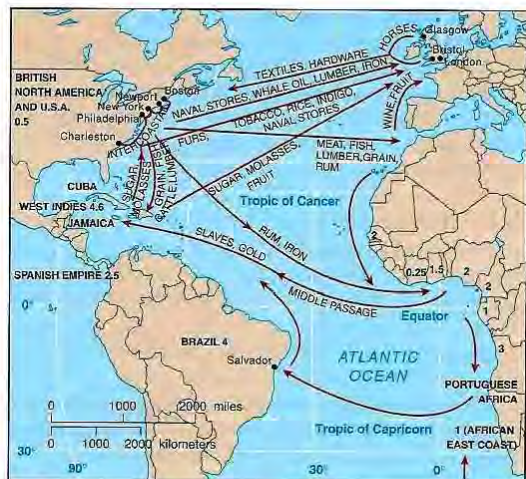 HORSES
Glasgow
Bristol
London
TEXTILES, HARDWARE
BRITISH
NORTH AMERICA
AND U.S.A.
0.5
Boston
Newport
New York
Philadelphia
Charleston
INTERCOASTAL
NAVAL STORES, WHALE OIL, LUMBER, IRON
TOBACCO, RICE, INDIGO,
NAVAL STORES
WINE, FRUIT
FURS,
MEAT, FISH,
LUMBER, GRAIN,
RUM
SUGAR,
MOLASSES
GRAIN, FISH,
CATTLE, LUMBER
SUGAR, MOLASSES,
FRUIT
CUBA
WEST INDIES 4.6
JAMAICA
Tropic of Cancer
RUM, IRON
SLAVES, GOLD
2
0.25
1.5
2
2
1
3
SPANISH EMPIRE 2.5
MIDDLE PASSAGE
0°
Equator
BRAZIL 4
Salvador
ATLANTIC
OCEAN
PORTUGUESE
AFRICA
0 1000 2000 miles
0 1000 2000 kilometers
Tropic of Capricorn
1 (AFRICAN
EAST COAST)
30°
90°
30°
0°